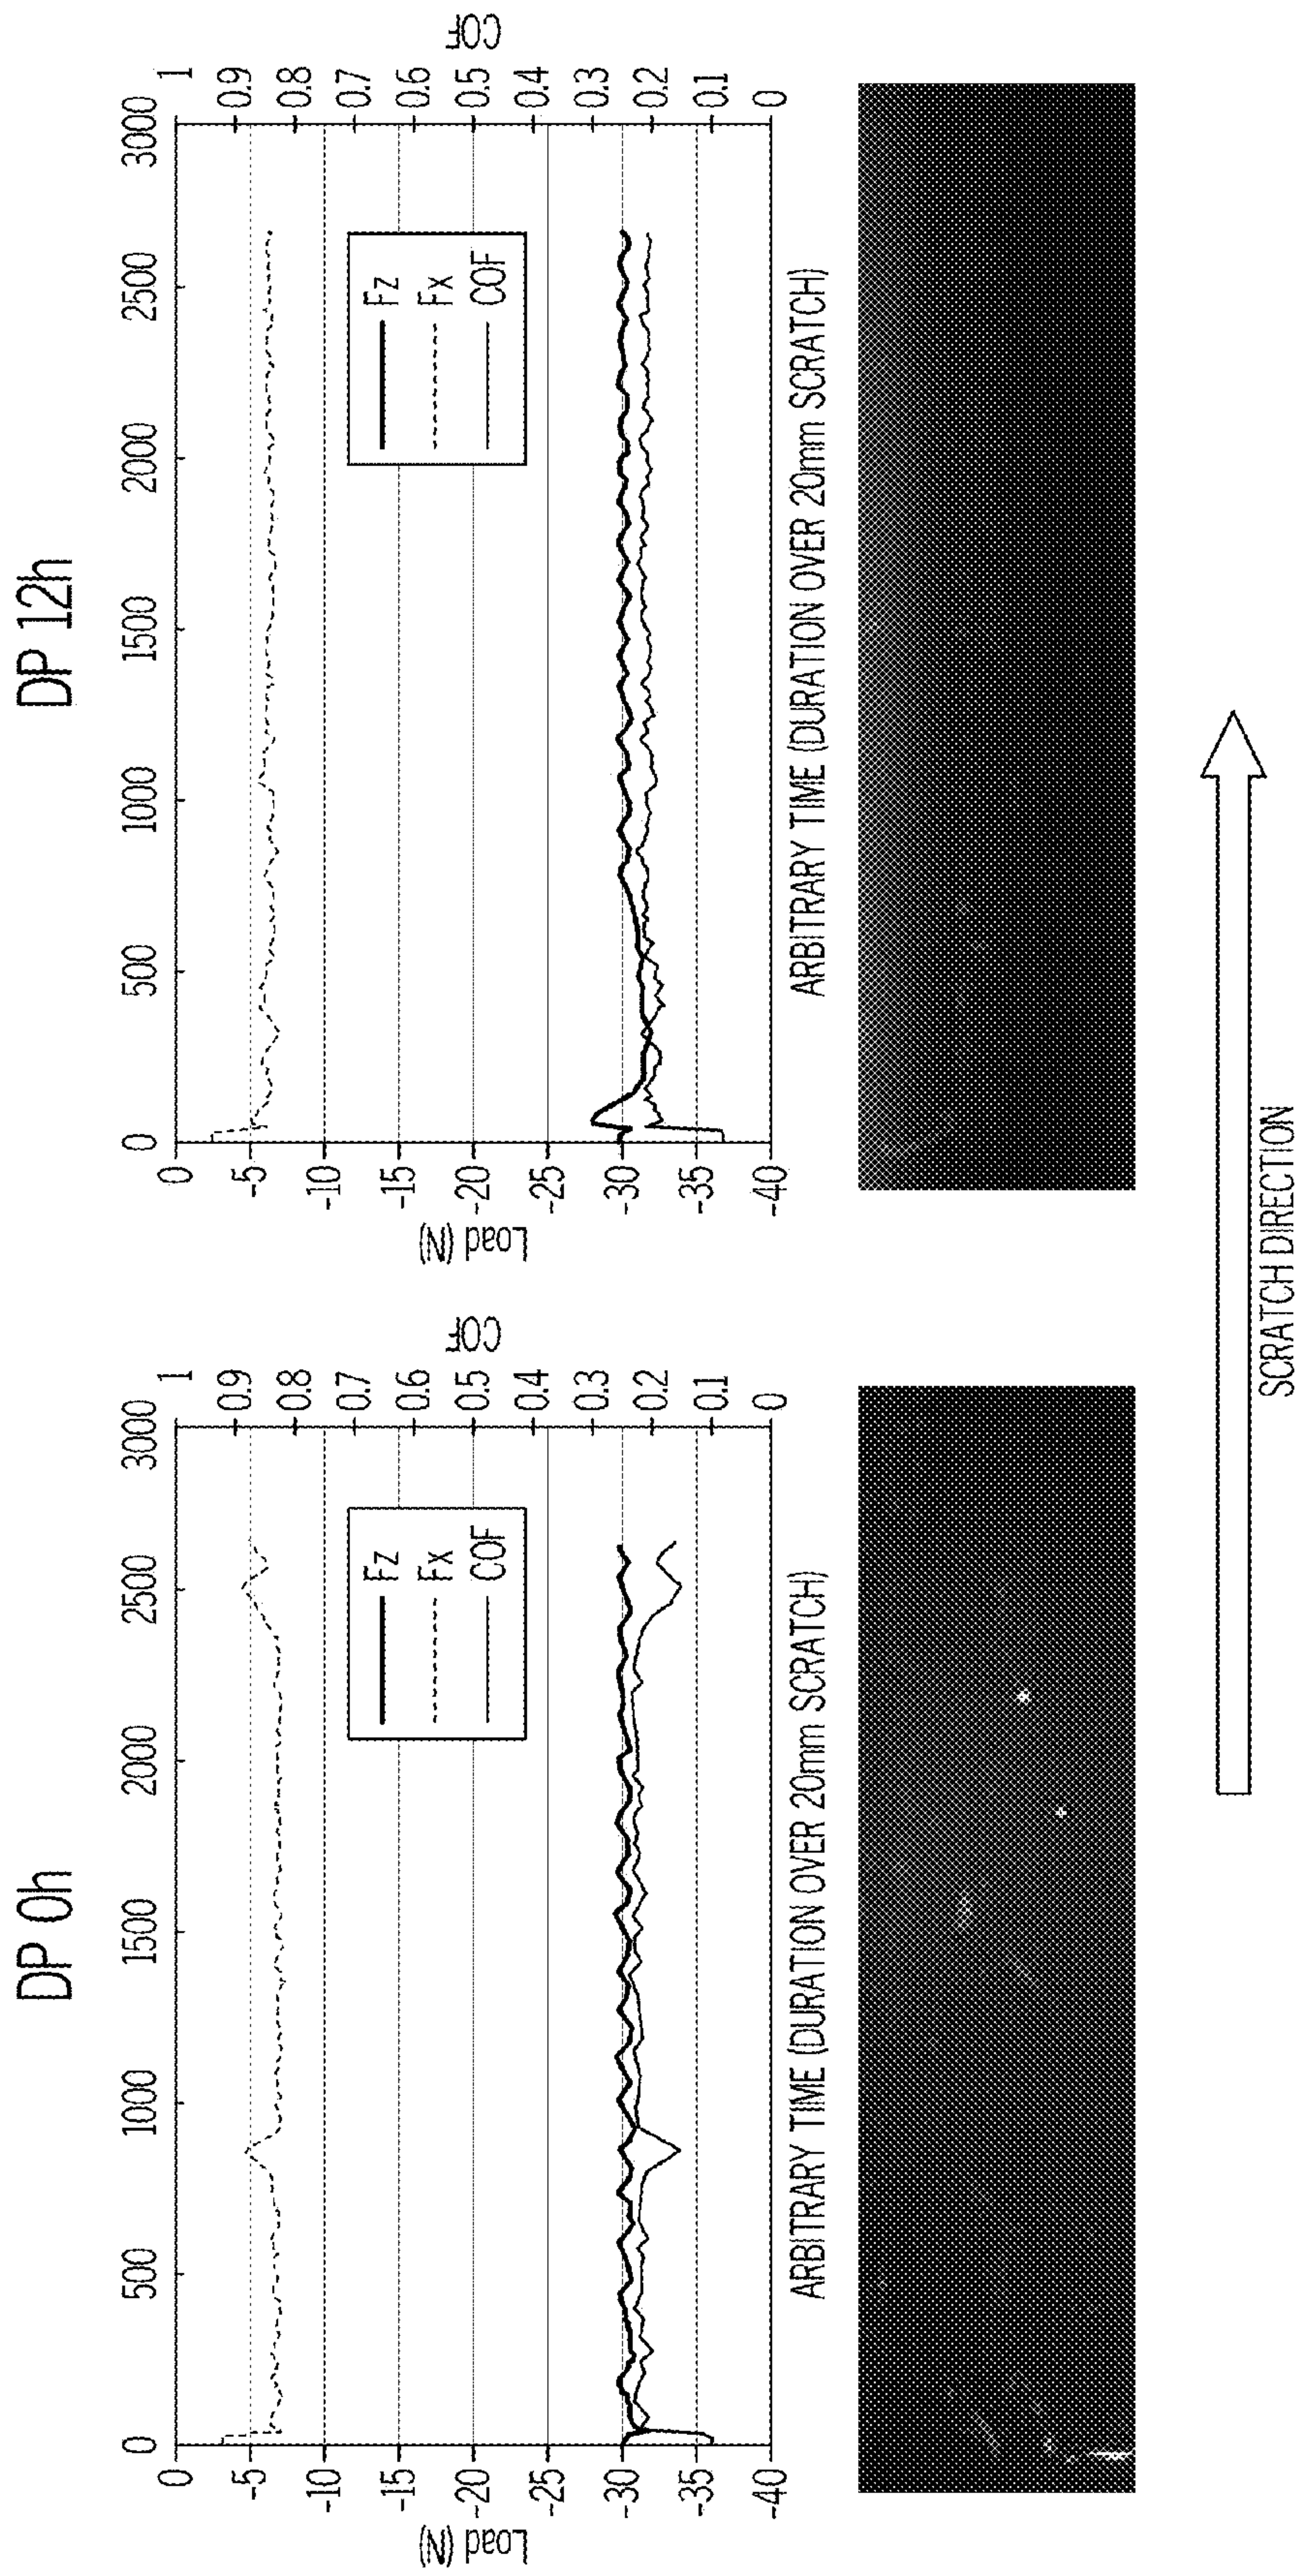 DP 0h
0 500 1000 1500 2000 2500 3000
0
-5
-10
-15
-20
-25
-30
-35
-40
Load (N)
1
0.9
0.8
0.7
0.6
0.5
0.4
0.3
0.2
0.1
0
COF
Fz
Fx
COF
ARBITRARY TIME (DURATION OVER 20mm SCRATCH)
DP 12h
0 500 1000 1500 2000 2500 3000
0
-5
-10
-15
-20
-25
-30
-35
-40
Load (N)
1
0.9
0.8
0.7
0.6
0.5
0.4
0.3
0.2
0.1
0
COF
Fz
Fx
COF
ARBITRARY TIME (DURATION OVER 20mm SCRATCH)
SCRATCH DIRECTION